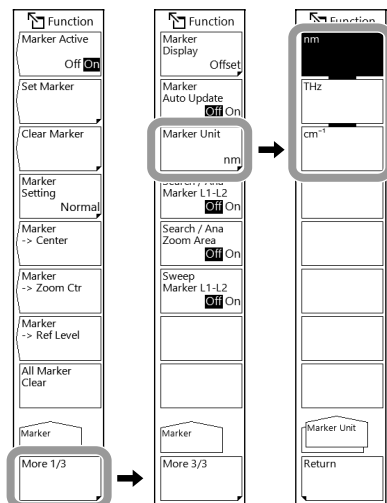 Function
Marker Active
Off On
Set Marker
Clear Marker
Marker
Setting
Normal
Marker
-> Center
Marker
-> Zoom Ctr
Marker
-> Ref Level
All Marker
Clear
Marker
More 1/3
Function
Marker
Display
Offset
Marker
Auto Update
Off On
Marker Unit
nm
Search / Ana
Marker L1-L2
Off On
Search / Ana
Zoom Area
Off On
Sweep
Marker L1-L2
Off On
Marker
More 3/3
Function
nm
THz
cm⁻¹
Marker Unit
Return